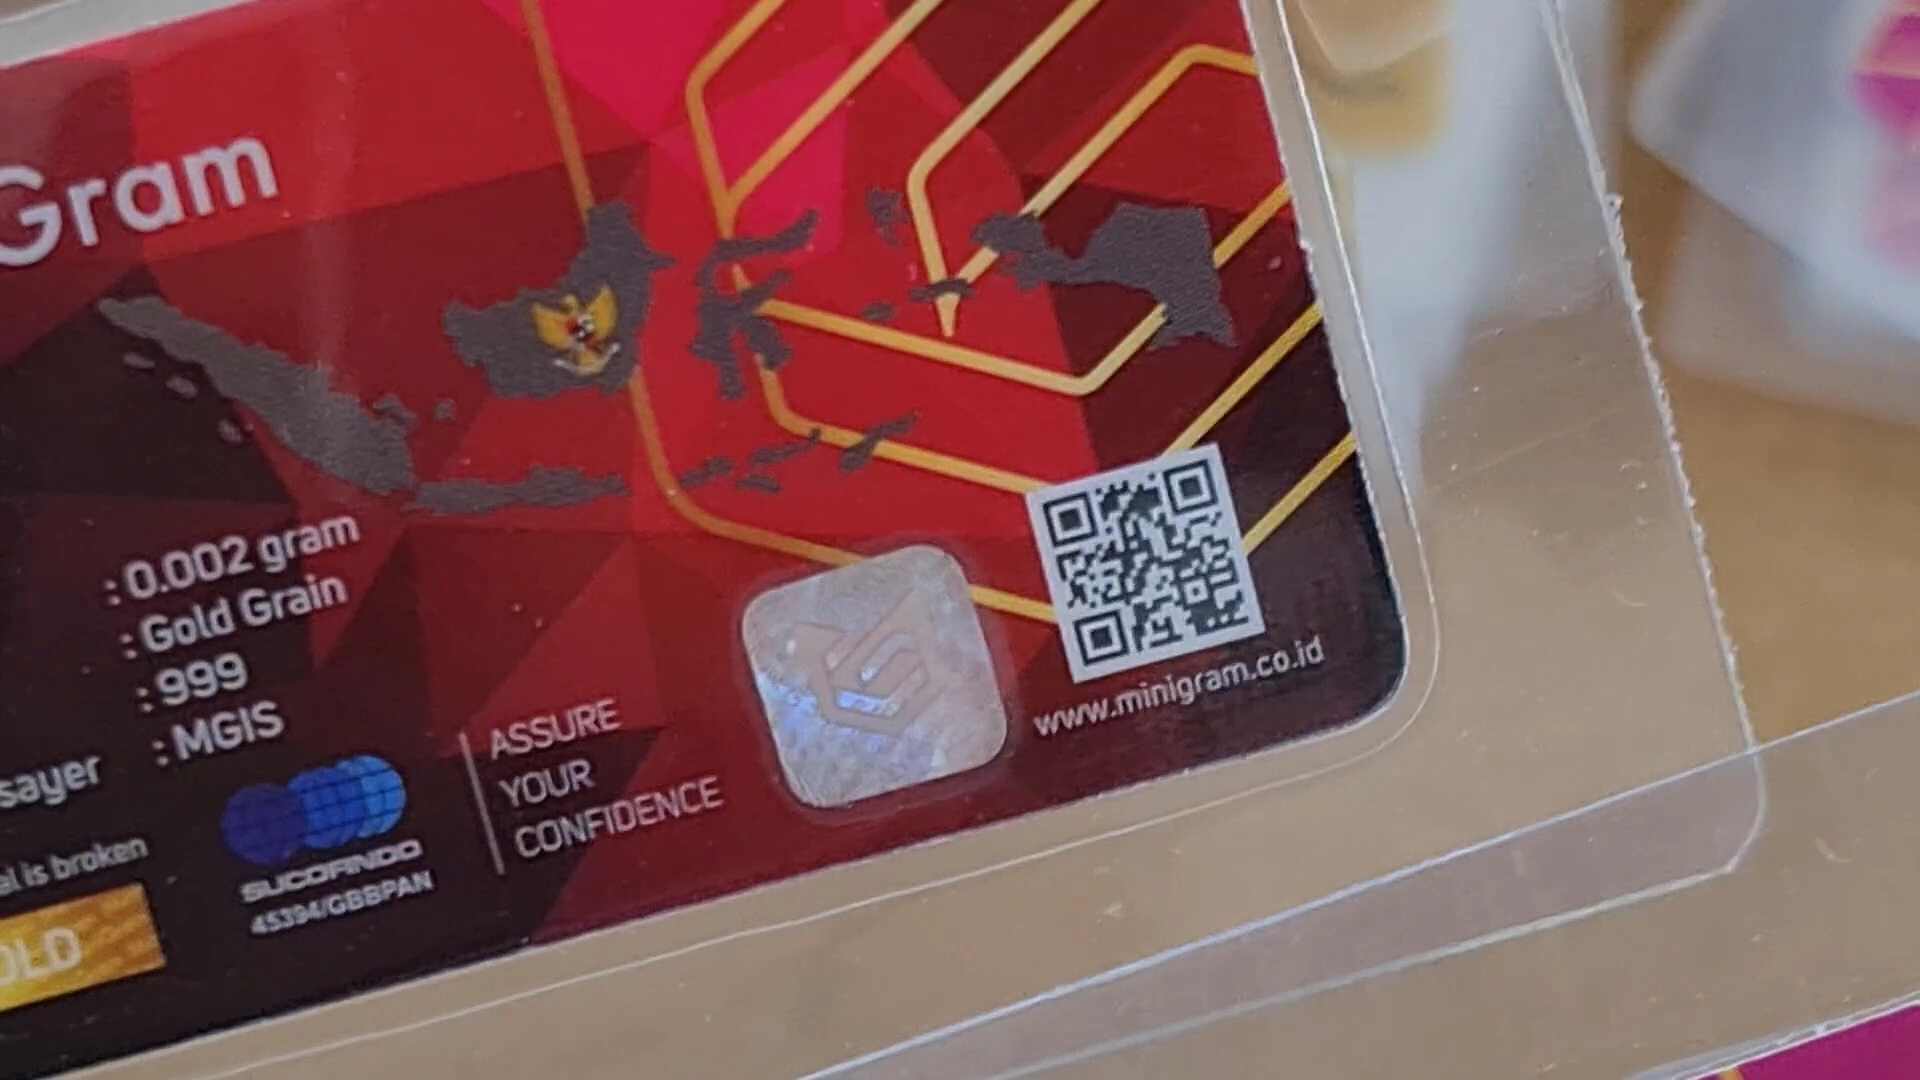 Gram
: 0.002 gram
: Gold Grain
: 999
: MGIS
sayer
el is broken
OLD
SUCOFINDO
45394/GBBPAN
ASSURE
YOUR
CONFIDENCE
www.minigram.co.id